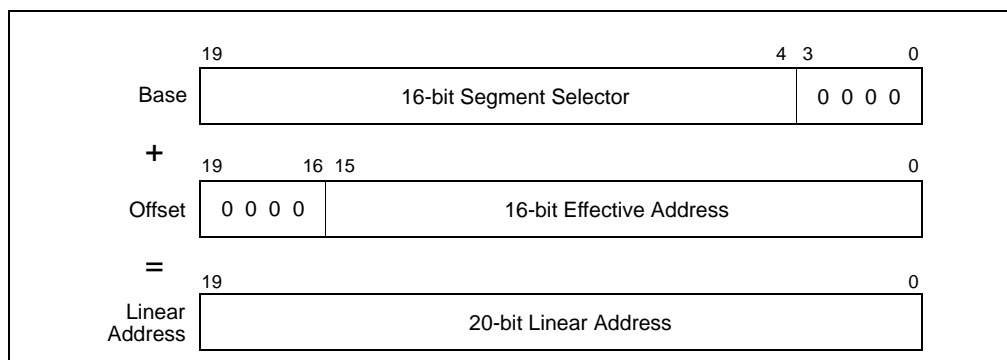 19 4 3 0
Base 16-bit Segment Selector 0 0 0 0
+
19 16 15 0
Offset 0 0 0 0 16-bit Effective Address
=
19 0
Linear
Address 20-bit Linear Address